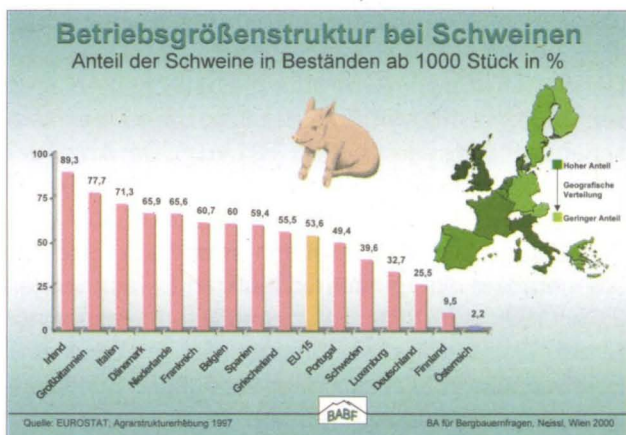 Betriebsgrößenstruktur bei Schweinen
Anteil der Schweine in Beständen ab 1000 Stück in %
100
75
50
25
0
89,3
77,7
71,3
65,9
65,6
60,7
60
59,4
55,5
53,6
49,4
39,6
32,7
25,5
9,5
2,2
Irland
Großbritannien
Italien
Dänemark
Niederlande
Frankreich
Belgien
Spanien
Griechenland
EU-15
Portugal
Schweden
Luxemburg
Deutschland
Finnland
Österreich
Hoher Anteil
Geografische
Verteilung
Geringer Anteil
Quelle: EUROSTAT, Agrarstrukturerhebung 1997
BABF
BA für Bergbauernfragen, Neissl, Wien 2000